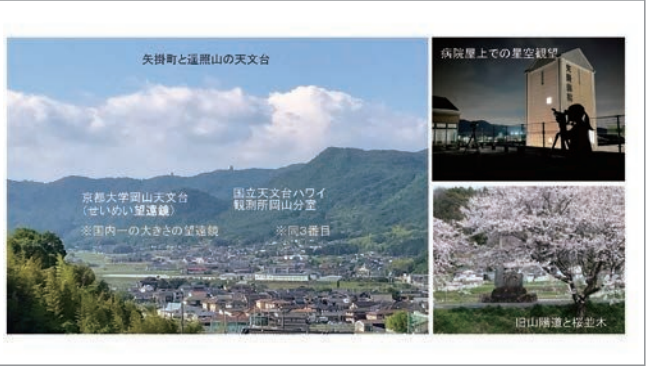 矢掛町と遥照山の天文台
京都大学岡山天文台
(せいめい望遠鏡)
※国内一の大きさの望遠鏡
国立天文台ハワイ
観測所岡山分室
※同3番目
病院屋上での星空観望
旧山陽道と桜並木